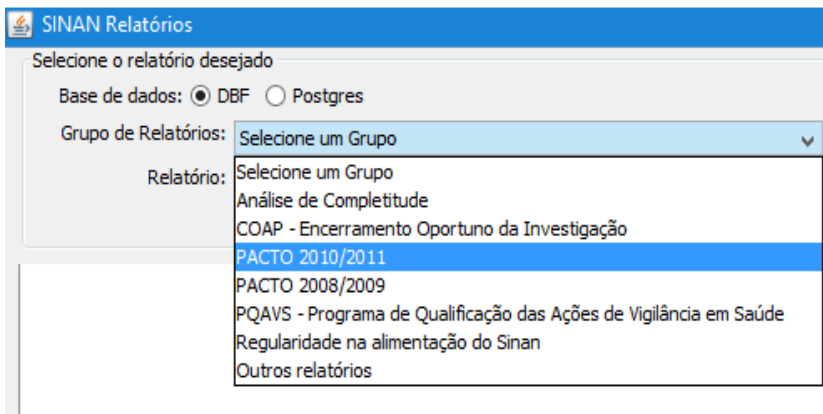 SINAN Relatórios
Selecione o relatório desejado
Base de dados: DBF Postgres
Grupo de Relatórios: Selecione um Grupo
Relatório: Selecione um Grupo
Análise de Completitude
COAP - Encerramento Oportuno da Investigação
PACTO 2010/2011
PACTO 2008/2009
PQAVS - Programa de Qualificação das Ações de Vigilância em Saúde
Regularidade na alimentação do Sinan
Outros relatórios